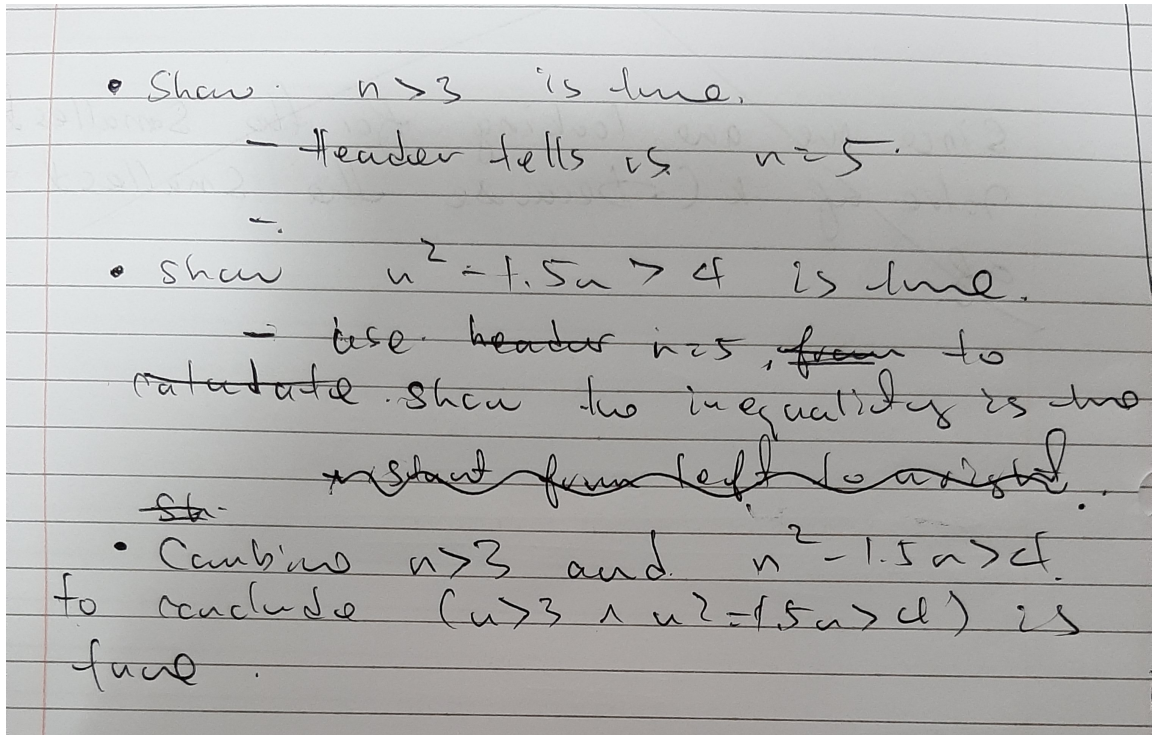 • Show. n>3 is true.
- Header tells is n=5.
-.
• show n² - 1.5n > 4 is true.
- Use header n=5, from to
calculate show the inequality is true
start from left to a right.
Sh.
• Combine n>3 and n² - 1.5n>4.
to conclude (n>3 ∧ n² - 1.5n > 4) is
true.